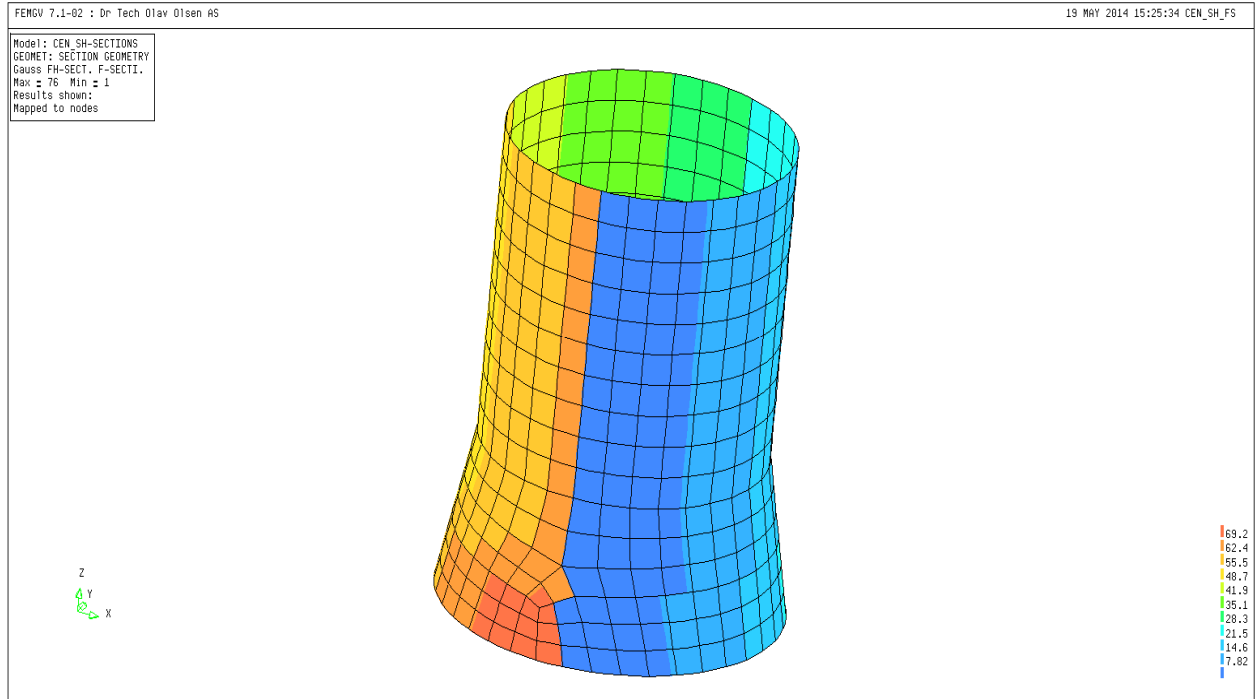 FEMGV 7.1-02 : Dr Tech Olav Olsen AS
19 MAY 2014 15:25:34 CEN_SH_FS
Model: CEN_SH-SECTIONS
GEOMET: SECTION GEOMETRY
Gauss FH-SECT. F-SECTI.
Max = 76 Min = 1
Results shown:
Mapped to nodes
Z
Y
X
69.2
62.4
55.5
48.7
41.9
35.1
28.3
21.5
14.6
7.82